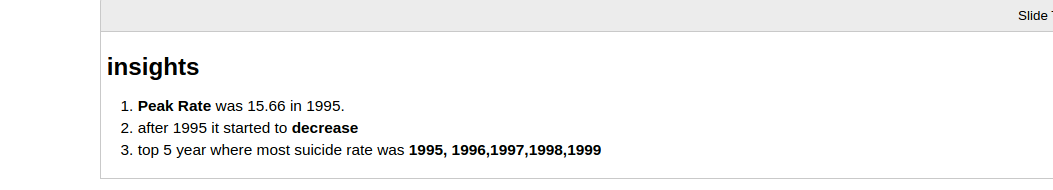 Slide
insights
1. Peak Rate was 15.66 in 1995.
2. after 1995 it started to decrease
3. top 5 year where most suicide rate was 1995, 1996,1997,1998,1999